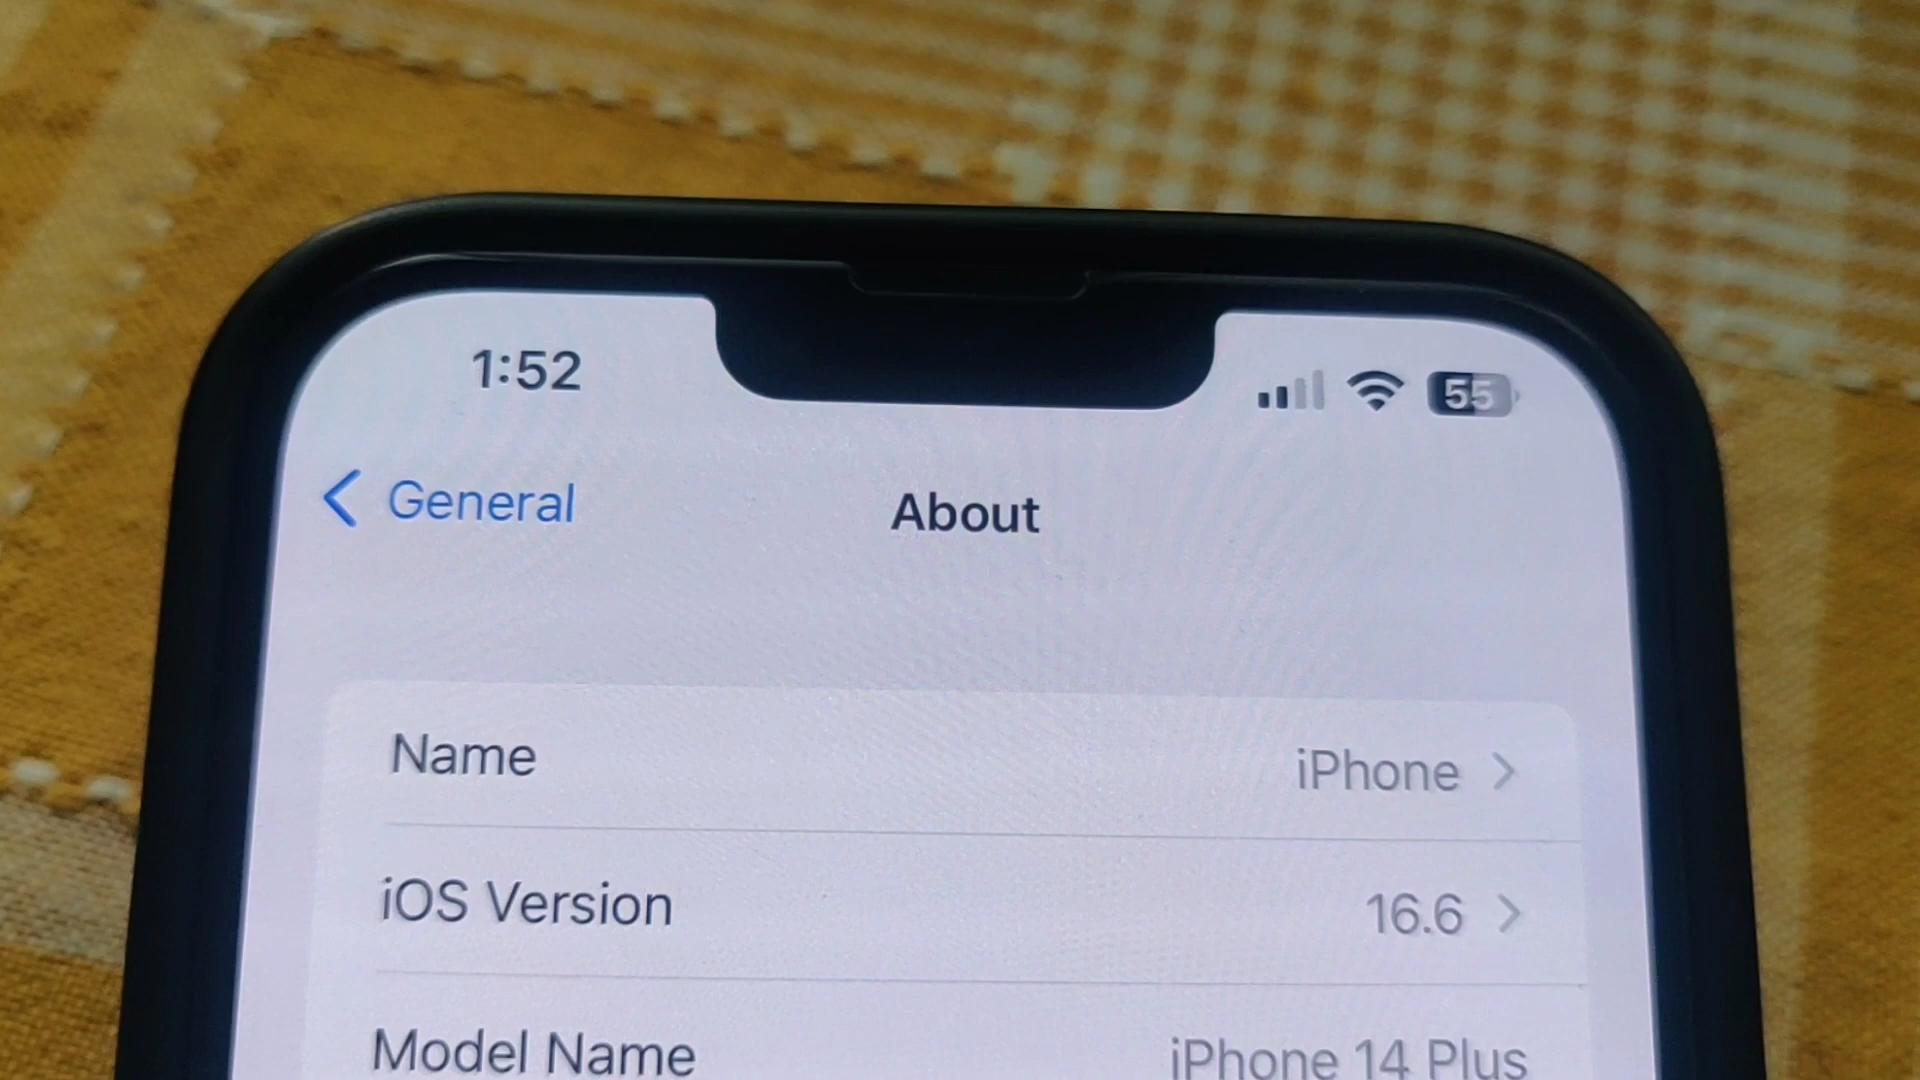 1:52 55
General About
Name iPhone
iOS Version 16.6
Model Name iPhone 14 Plus